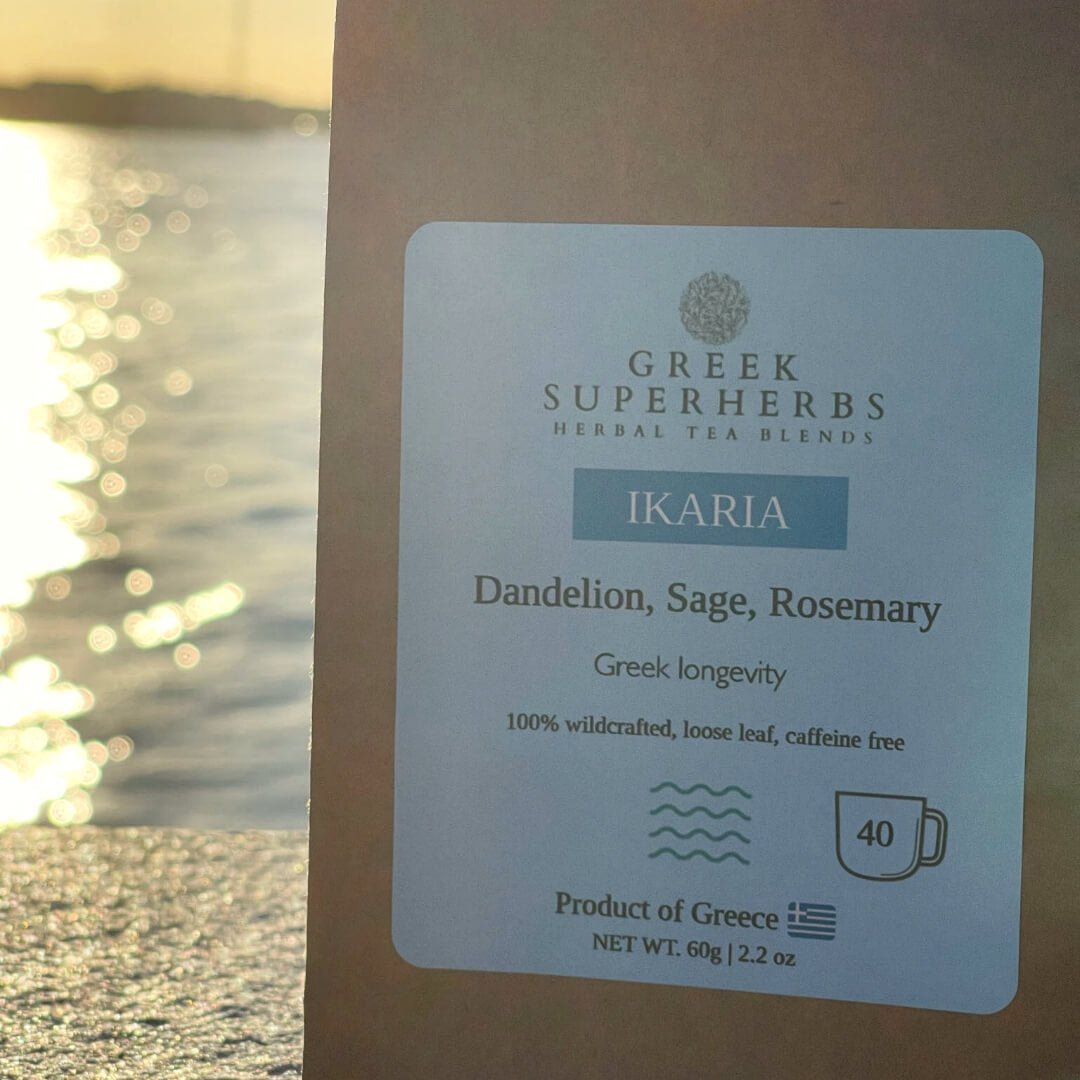 GREEK
SUPERHERBS
HERBAL TEA BLENDS
IKARIA
Dandelion, Sage, Rosemary
Greek longevity
100% wildcrafted, loose leaf, caffeine free
40
Product of Greece
NET WT. 60g | 2.2 oz